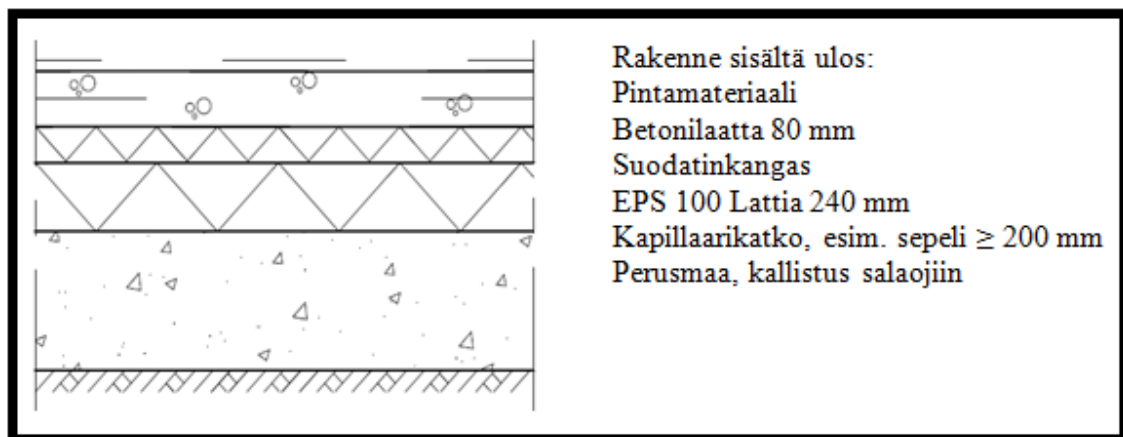 Rakenne sisältä ulos:
Pintamateriaali
Betonilaatta 80 mm
Suodatinkangas
EPS 100 Lattia 240 mm
Kapillaarikatko, esim. sepeli ≥ 200 mm
Perusmaa, kallistus salaojiin